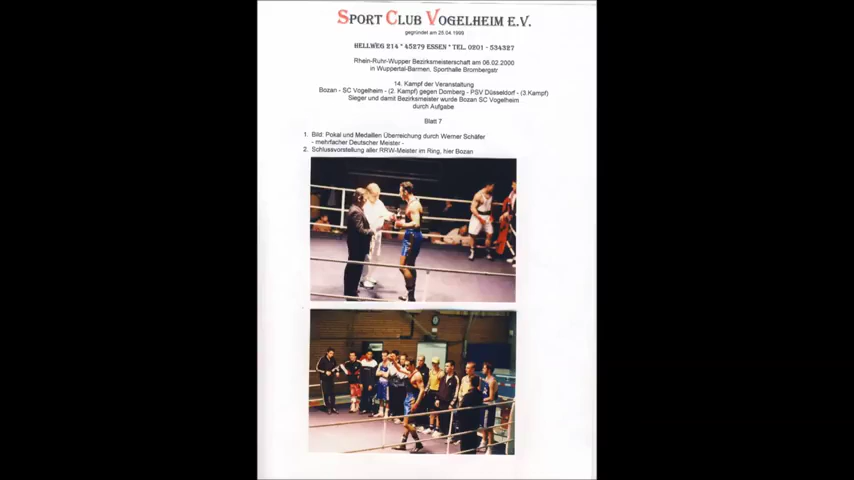 SPORT CLUB VOGELHEIM E.V.
gegründet am 26.04.1999
HELLWEG 214 * 45279 ESSEN * TEL. 0201 - 534327
Rhein-Ruhr-Wupper Bezirksmeisterschaft am 06.02.2000
in Wuppertal-Barmen, Sporthalle Brombergstr
14. Kampf der Veranstaltung
Bozan - SC Vogelheim - (2. Kampf) gegen Domberg - PSV Düsseldorf - (3.Kampf)
Sieger und damit Bezirksmeister wurde Bozan SC Vogelheim
durch Aufgabe
Blatt 7
1. Bild: Pokal und Medaillen Überreichung durch Werner Schäfer
- mehrfacher Deutscher Meister -
2. Schlussvorstellung aller RRW-Meister im Ring, hier Bozan